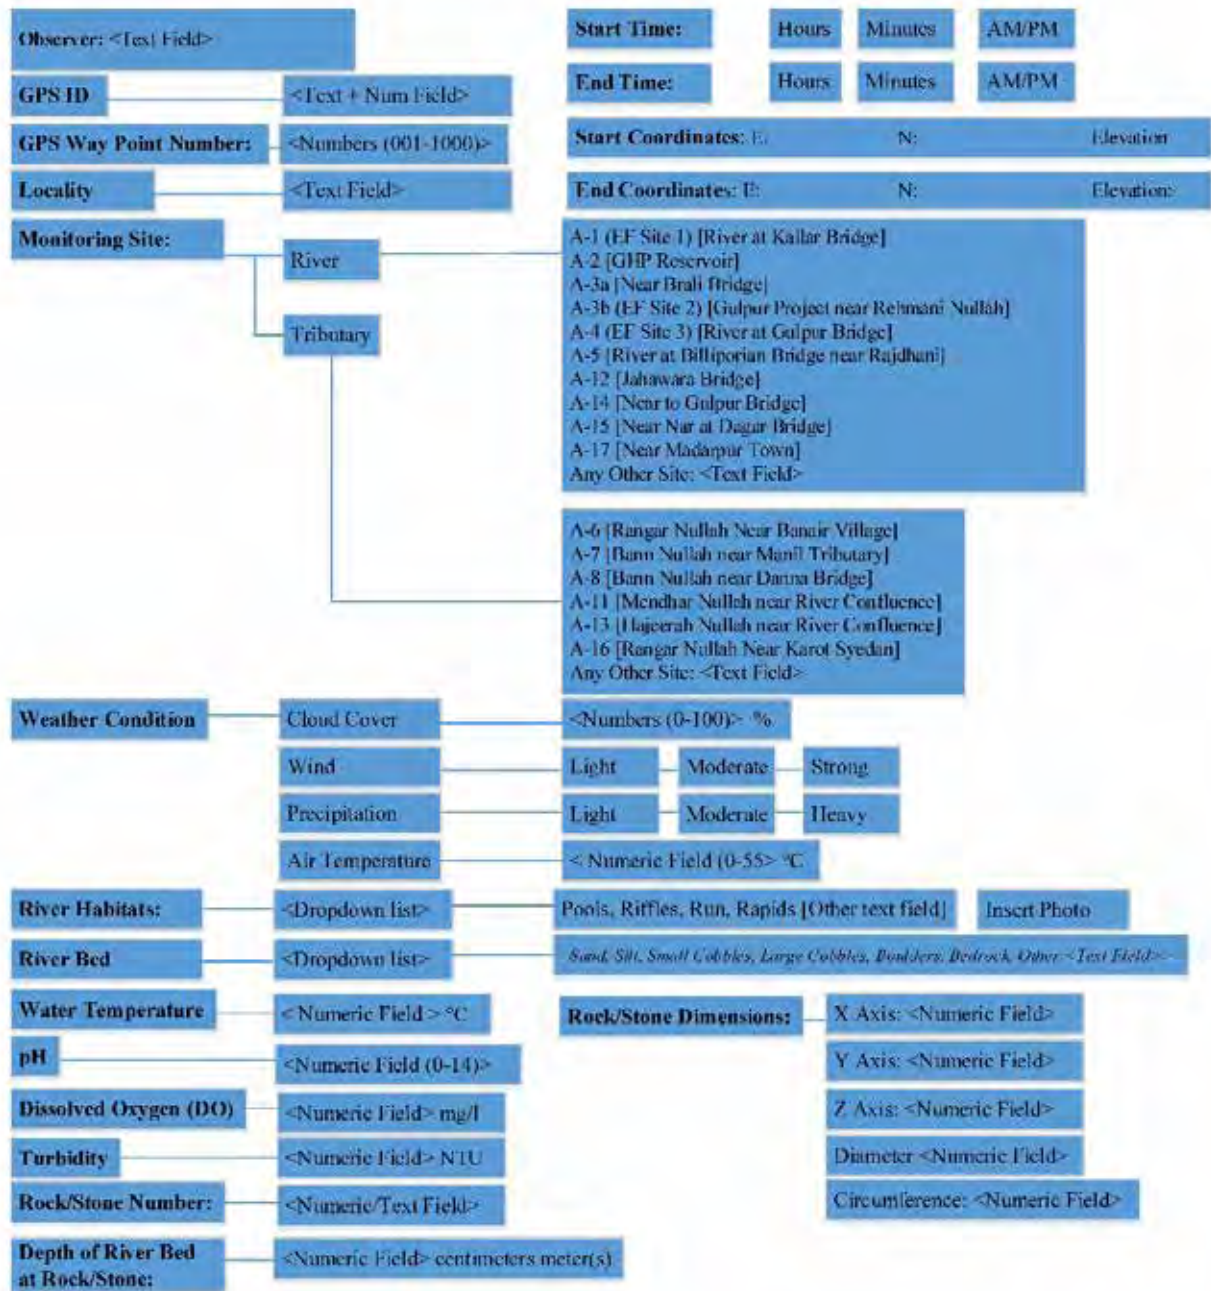 Observer: <Text Field>
Start Time: Hours Minutes AM/PM
End Time: Hours Minutes AM/PM
GPS ID <Text + Num Field>
GPS Way Point Number: <Numbers (001-1000)>
Start Coordinates: E: N: Elevation
Locality <Text Field>
End Coordinates: E: N: Elevation:
Monitoring Site:
River
A-1 (EF Site 1) [River at Kallar Bridge]
A-2 [GHP Reservoir]
A-3a [Near Brali Bridge]
A-3b (EF Site 2) [Gulpur Project near Rehmani Nullah]
A-4 (EF Site 3) [River at Gulpur Bridge]
A-5 [River at Billiporian Bridge near Rajdhani]
A-12 [Jahawara Bridge]
A-14 [Near to Gulpur Bridge]
A-15 [Near Nar at Dagar Bridge]
A-17 [Near Madarpur Town]
Any Other Site: <Text Field>
Tributary
A-6 [Rangar Nullah Near Banair Village]
A-7 [Bann Nullah near Manil Tributary]
A-8 [Bann Nullah near Danna Bridge]
A-11 [Mendhar Nullah near River Confluence]
A-13 [Hajeerah Nullah near River Confluence]
A-16 [Rangar Nullah Near Karot Syedan]
Any Other Site: <Text Field>
Weather Condition Cloud Cover <Numbers (0-100)> %
Wind Light Moderate Strong
Precipitation Light Moderate Heavy
Air Temperature < Numeric Field (0-55> °C
River Habitats: <Dropdown list> Pools, Riffles, Run, Rapids [Other text field] Insert Photo
River Bed <Dropdown list> Sand, Silt, Small Cobbles, Large Cobbles, Boulders, Bedrock, Other <Text Field>
Water Temperature < Numeric Field > °C
Rock/Stone Dimensions: X Axis: <Numeric Field>
pH <Numeric Field (0-14)>
Y Axis: <Numeric Field>
Dissolved Oxygen (DO) <Numeric Field> mg/l
Z Axis: <Numeric Field>
Turbidity <Numeric Field> NTU
Diameter <Numeric Field>
Rock/Stone Number: <Numeric/Text Field>
Circumference: <Numeric Field>
Depth of River Bed
at Rock/Stone:
<Numeric Field> centimeters meter(s)